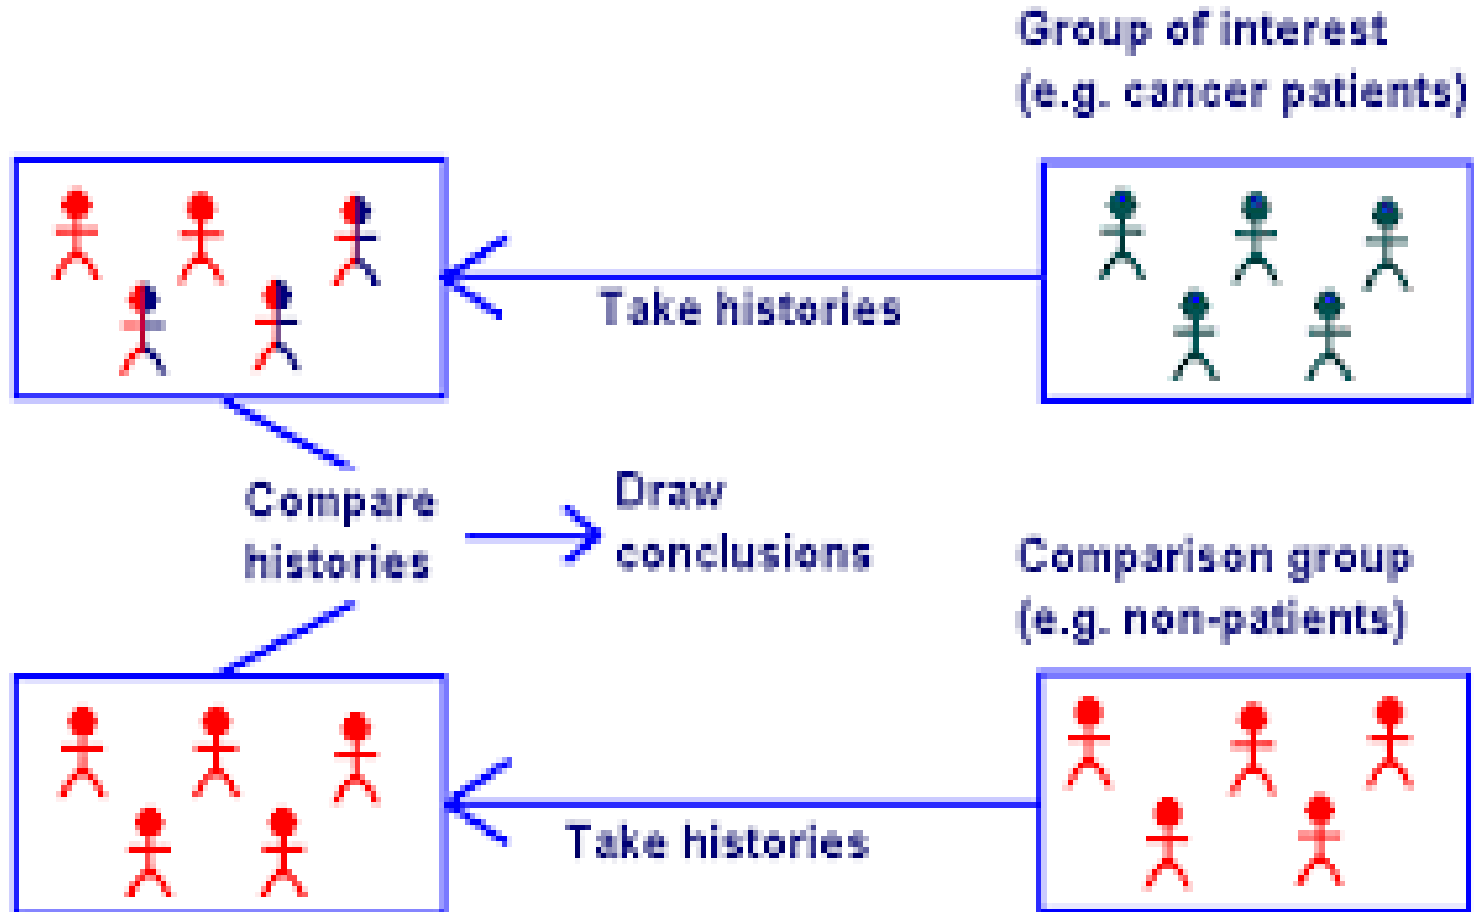 Group of interest
(e.g. cancer patients)
Take histories
Compare
histories
Draw
conclusions
Comparison group
(e.g. non-patients)
Take histories